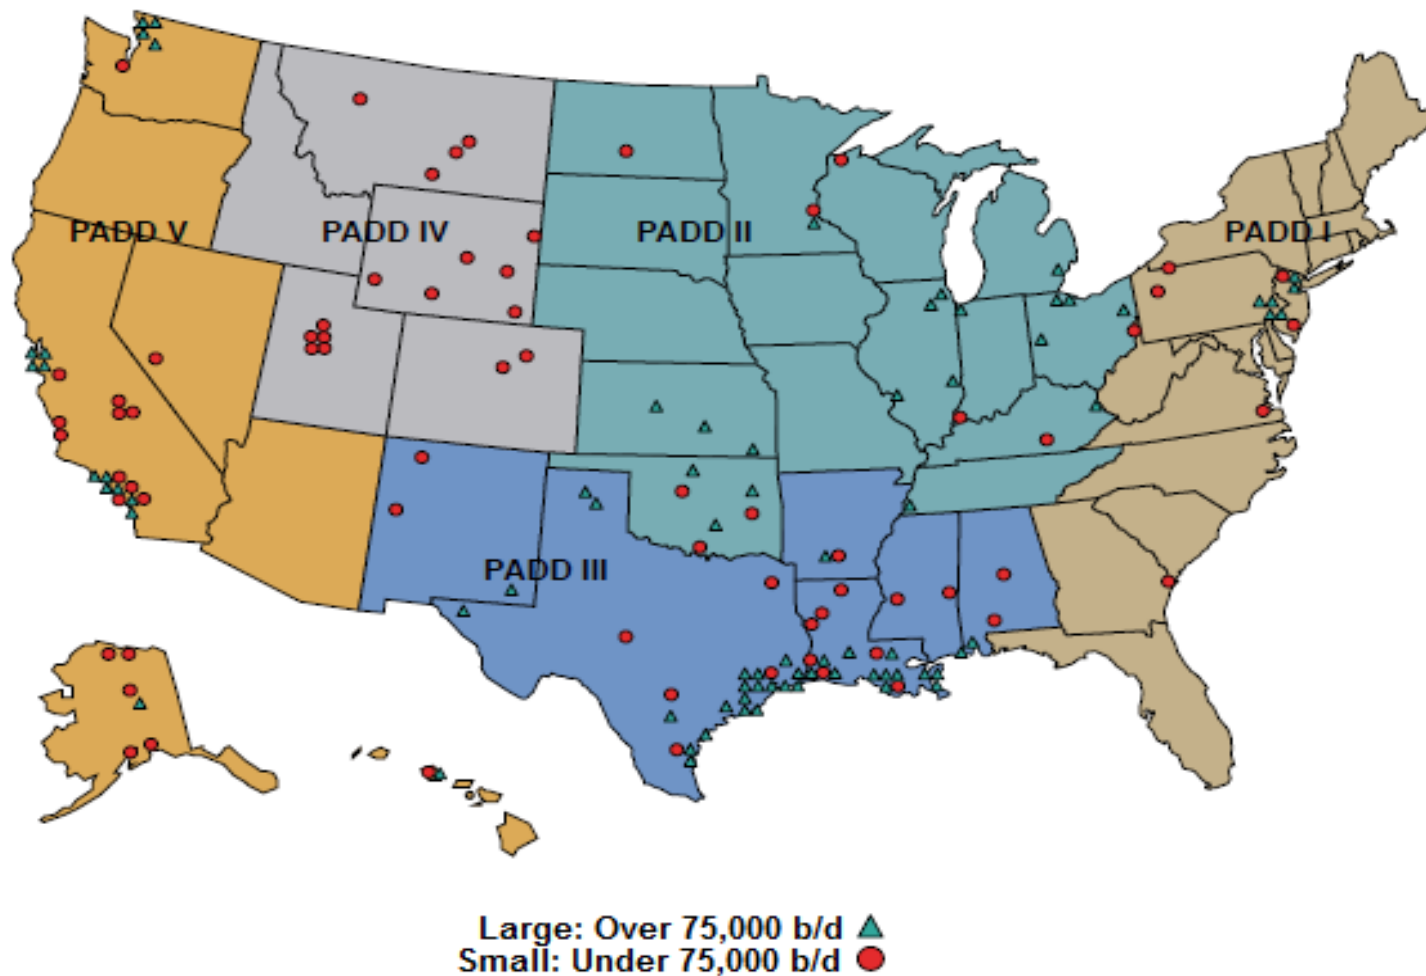 PADD V
PADD IV
PADD II
PADD I
PADD III
Large: Over 75,000 b/d
Small: Under 75,000 b/d